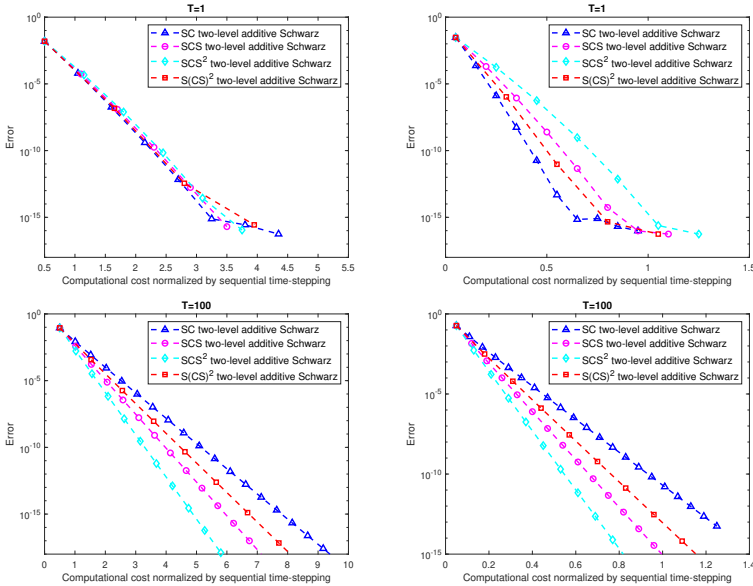 T=1
10^0
10^-5
10^-10
10^-15
Error
SC two-level additive Schwarz
SCS two-level additive Schwarz
SCS^2 two-level additive Schwarz
S(CS)^2 two-level additive Schwarz
0.5 1 1.5 2 2.5 3 3.5 4 4.5 5 5.5
Computational cost normalized by sequential time-stepping
T=1
10^0
10^-5
10^-10
10^-15
Error
SC two-level additive Schwarz
SCS two-level additive Schwarz
SCS^2 two-level additive Schwarz
S(CS)^2 two-level additive Schwarz
0 0.5 1 1.5
Computational cost normalized by sequential time-stepping
T=100
10^0
10^-5
10^-10
10^-15
Error
SC two-level additive Schwarz
SCS two-level additive Schwarz
SCS^2 two-level additive Schwarz
S(CS)^2 two-level additive Schwarz
0 1 2 3 4 5 6 7 8 9 10
Computational cost normalized by sequential time-stepping
T=100
10^0
10^-5
10^-10
10^-15
Error
SC two-level additive Schwarz
SCS two-level additive Schwarz
SCS^2 two-level additive Schwarz
S(CS)^2 two-level additive Schwarz
0 0.2 0.4 0.6 0.8 1 1.2 1.4
Computational cost normalized by sequential time-stepping